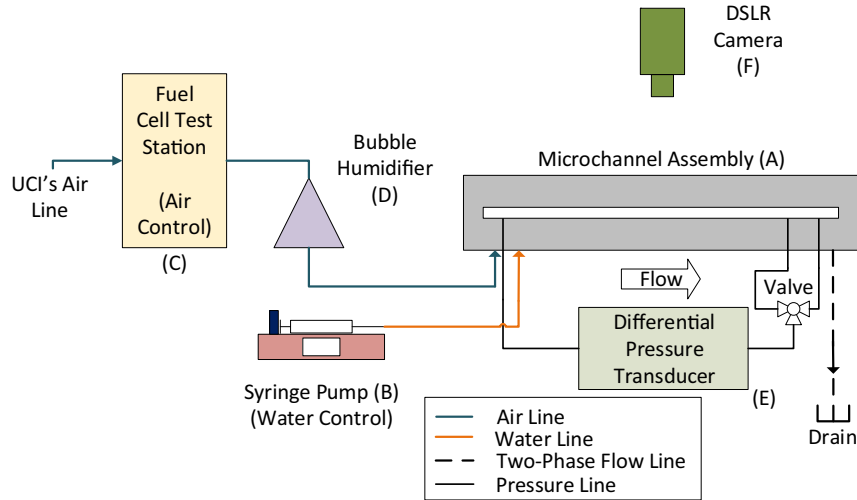 DSLR
Camera
(F)
Fuel
Cell Test
Station
(Air
Control)
(C)
UCI's Air
Line
Bubble
Humidifier
(D)
Microchannel Assembly (A)
Flow
Valve
Differential
Pressure
Transducer
(E)
Syringe Pump (B)
(Water Control)
Drain
Air Line
Water Line
Two-Phase Flow Line
Pressure Line